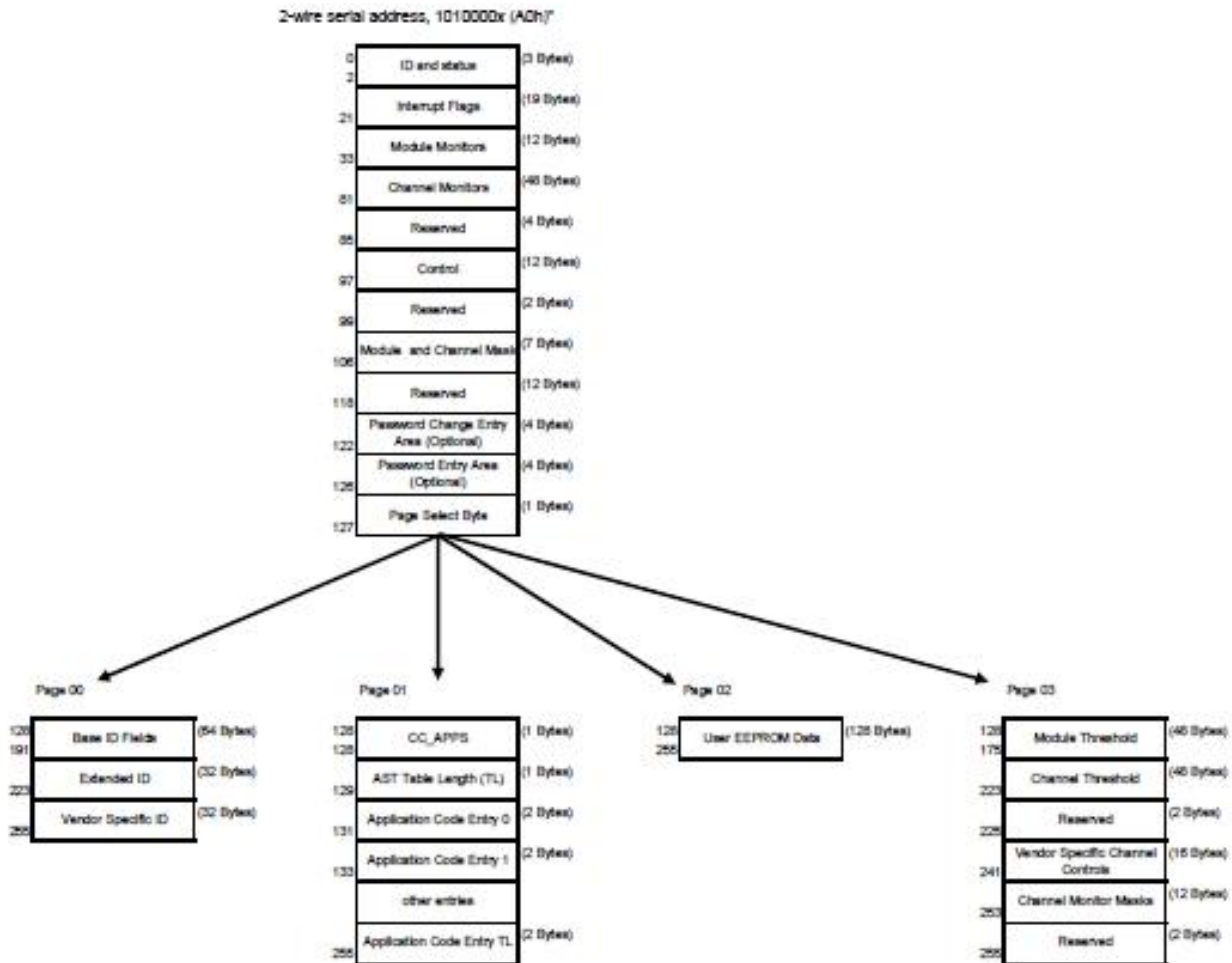 2-wire serial address, 1010000x (A0h)"
0
2
ID and status
(3 Bytes)
Interrupt Flags
(19 Bytes)
21
Module Monitors
(12 Bytes)
33
Channel Monitors
(48 Bytes)
81
Reserved
(4 Bytes)
85
Control
(12 Bytes)
97
Reserved
(2 Bytes)
99
Module and Channel Mask
(7 Bytes)
106
Reserved
(12 Bytes)
118
Password Change Entry
Area (Optional)
(4 Bytes)
122
Password Entry Area
(Optional)
(4 Bytes)
126
Page Select Byte
(1 Bytes)
127
Page 00
128
191
Base ID Fields
(64 Bytes)
Extended ID
(32 Bytes)
223
Vendor Specific ID
(32 Bytes)
255
Page 01
128
128
CC_APPS
(1 Bytes)
AST Table Length (TL)
(1 Bytes)
129
Application Code Entry 0
(2 Bytes)
131
Application Code Entry 1
(2 Bytes)
133
other entries
Application Code Entry TL
(2 Bytes)
255
Page 02
128
255
User EEPROM Data
(128 Bytes)
Page 03
128
175
Module Threshold
(48 Bytes)
Channel Threshold
(48 Bytes)
223
Reserved
(2 Bytes)
225
Vendor Specific Channel
Controls
(16 Bytes)
241
Channel Monitor Masks
(12 Bytes)
253
Reserved
(2 Bytes)
255